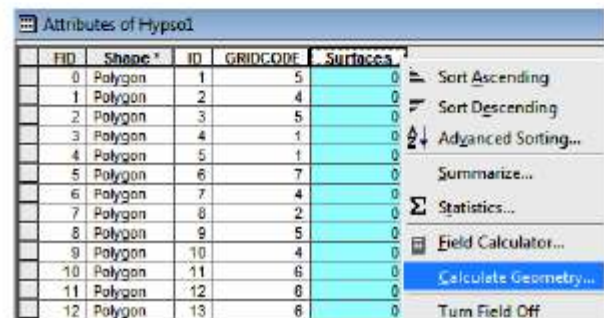 Attributes of Hypso1
FID Shape * ID GRIDCODE Surfaces
0 Polygon 1 5 0
1 Polygon 2 4 0
2 Polygon 3 5 0
3 Polygon 4 1 0
4 Polygon 5 1 0
5 Polygon 6 7 0
6 Polygon 7 4 0
7 Polygon 8 2 0
8 Polygon 9 5 0
9 Polygon 10 4 0
10 Polygon 11 6 0
11 Polygon 12 6 0
12 Polygon 13 6 0
Sort Ascending
Sort Descending
Advanced Sorting...
Summarize...
Σ Statistics...
Field Calculator...
Calculate Geometry...
Turn Field Off